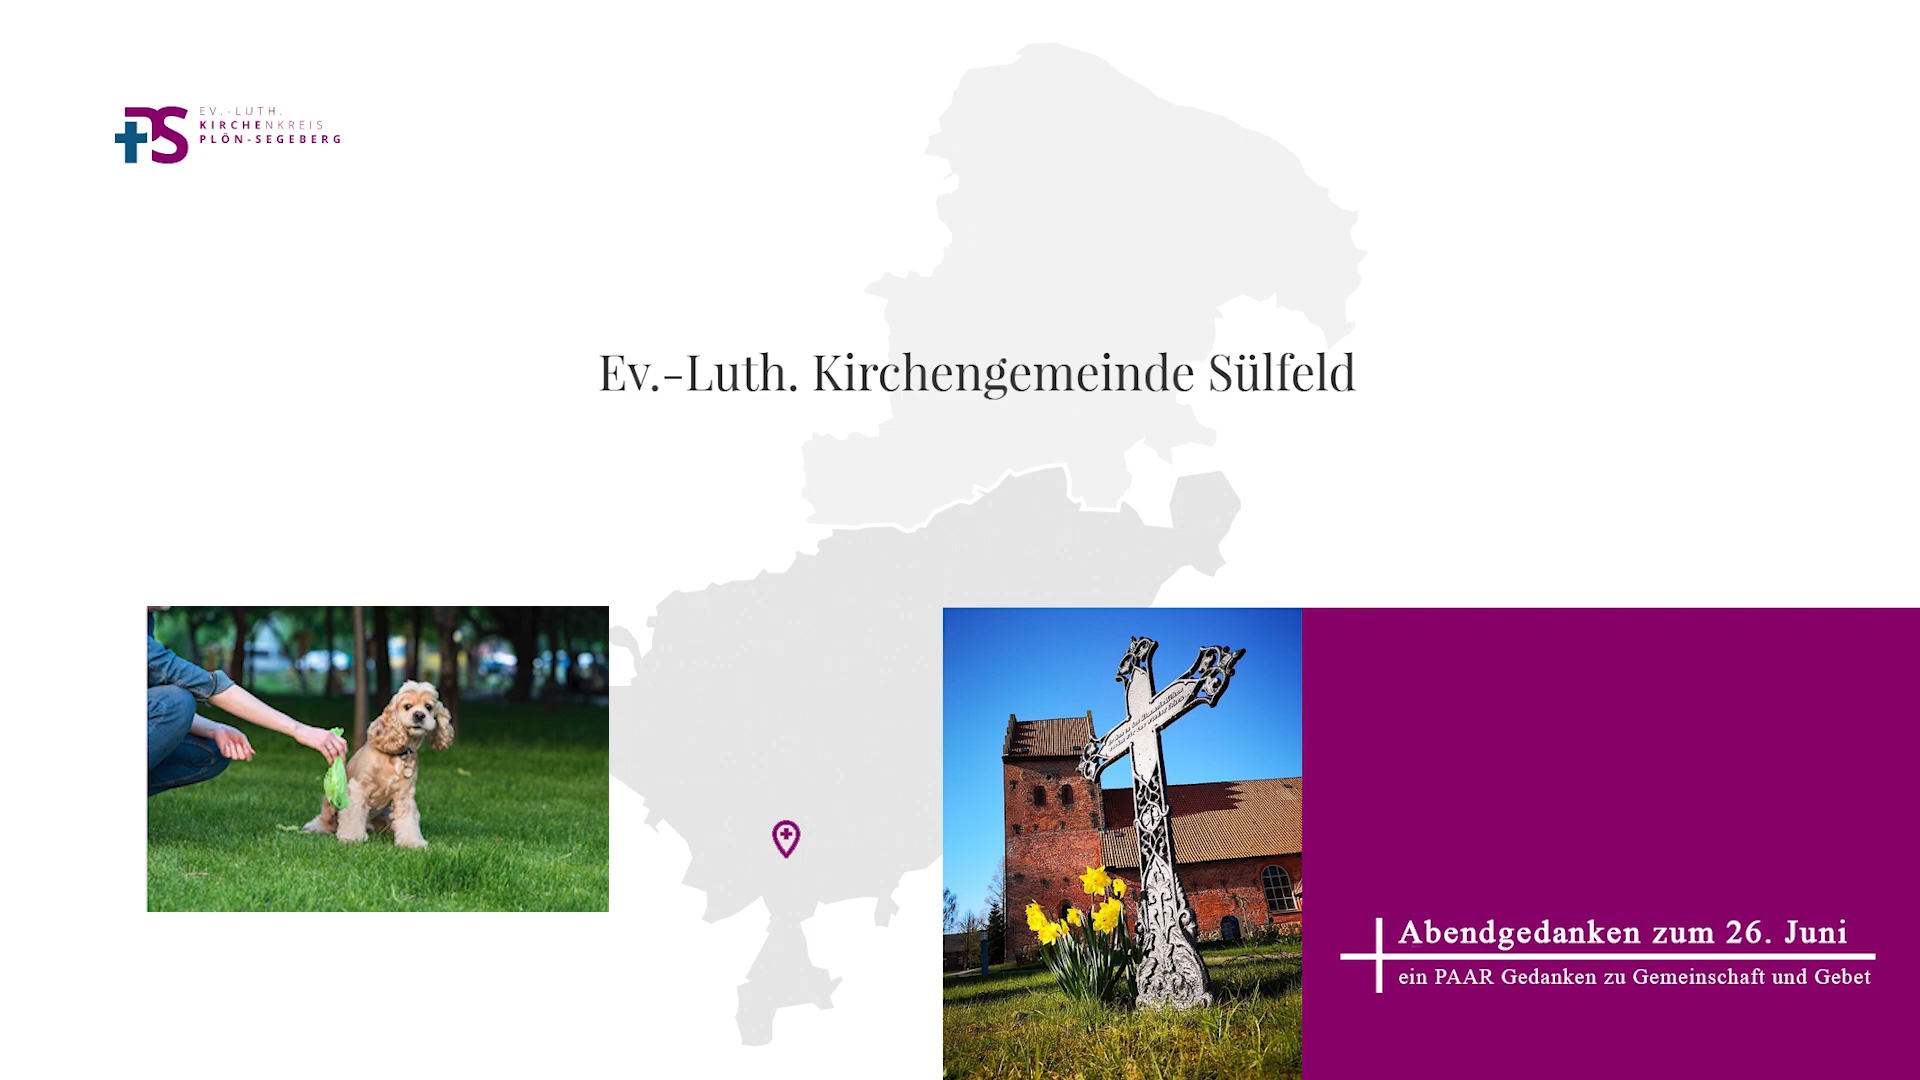 EV.-LUTH.
KIRCHENKREIS
PLÖN-SEGEBERG
Ev.-Luth. Kirchengemeinde Sülfeld
Abendgedanken zum 26. Juni
ein PAAR Gedanken zu Gemeinschaft und Gebet